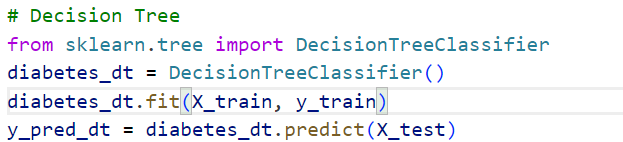 # Decision Tree
from sklearn.tree import DecisionTreeClassifier
diabetes_dt = DecisionTreeClassifier()
diabetes_dt.fit(X_train, y_train)
y_pred_dt = diabetes_dt.predict(X_test)